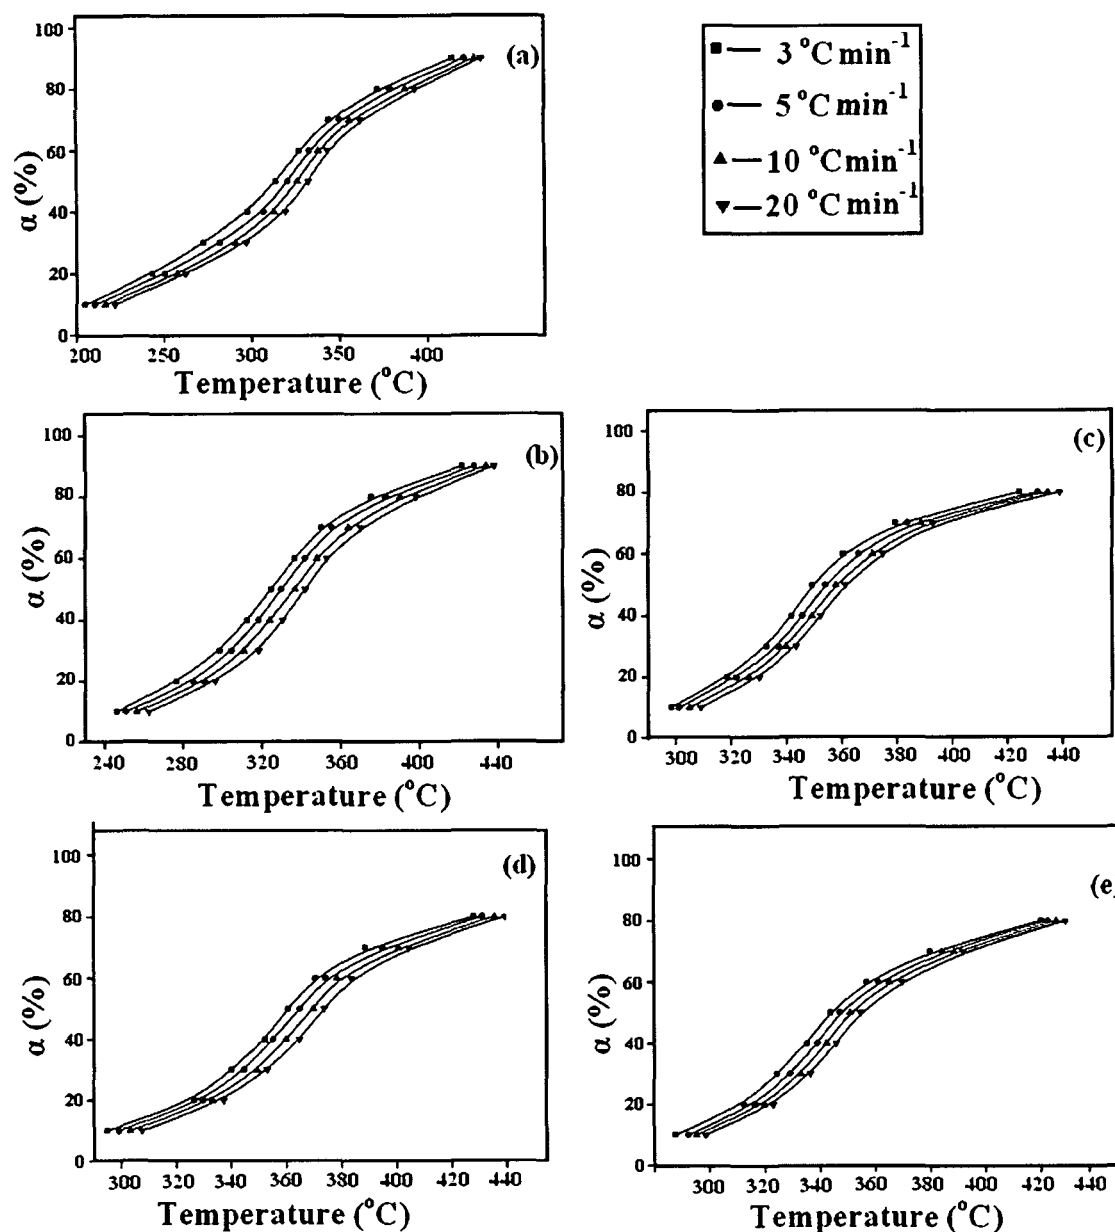 100
80
60
40
20
0
α (%)
(a)
200 250 300 350 400
Temperature (°C)
3 °C min⁻¹
5 °C min⁻¹
10 °C min⁻¹
20 °C min⁻¹
100
80
60
40
20
0
α (%)
(b)
240 280 320 360 400 440
Temperature (°C)
100
80
60
40
20
0
α (%)
(c)
300 320 340 360 380 400 420 440
Temperature (°C)
100
80
60
40
20
0
α (%)
(d)
300 320 340 360 380 400 420 440
Temperature (°C)
100
80
60
40
20
0
α (%)
(e)
300 320 340 360 380 400 420 440
Temperature (°C)